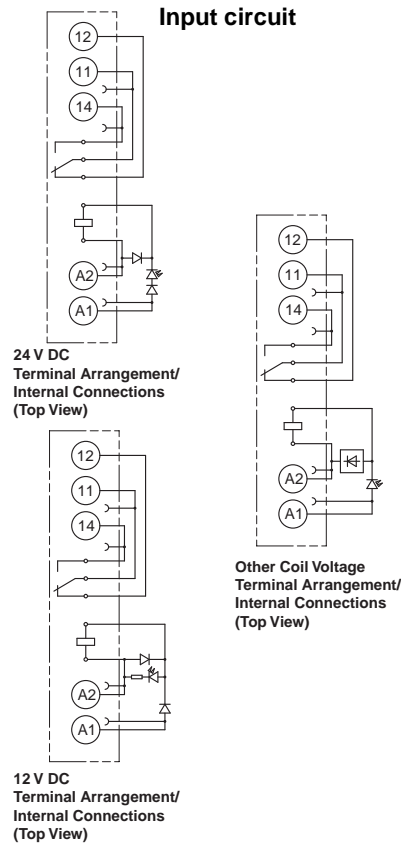 Input circuit
12
11
14
A2
A1
24 V DC
Terminal Arrangement/
Internal Connections
(Top View)
12
11
14
A2
A1
12 V DC
Terminal Arrangement/
Internal Connections
(Top View)
12
11
14
A2
A1
Other Coil Voltage
Terminal Arrangement/
Internal Connections
(Top View)